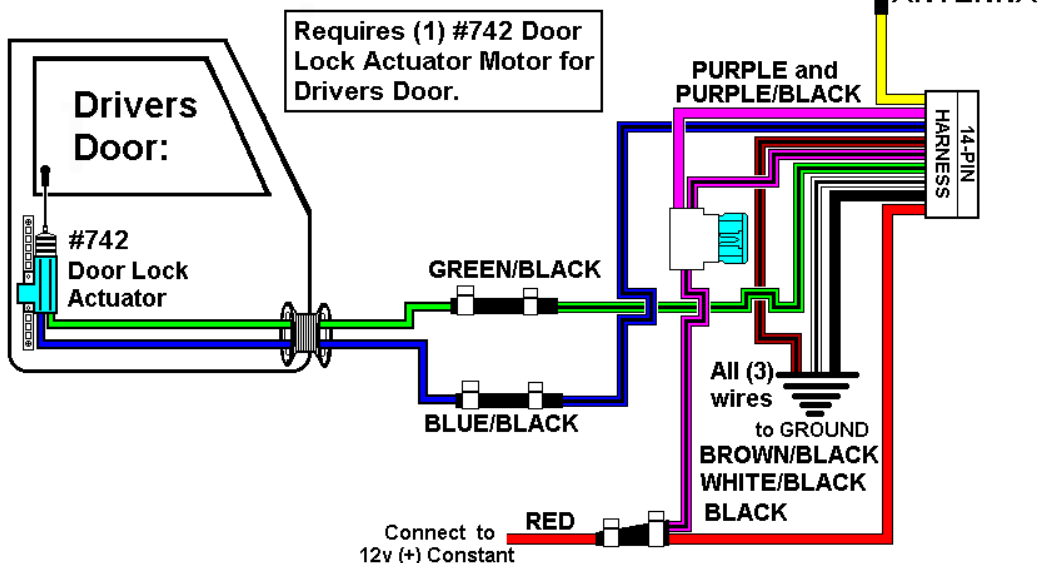 ANTENNA
Requires (1) #742 Door
Lock Actuator Motor for
Drivers Door.
PURPLE and
PURPLE/BLACK
Drivers
Door:
14-PIN
HARNESS
#742
Door Lock
Actuator
GREEN/BLACK
BLUE/BLACK
All (3)
wires
to GROUND
BROWN/BLACK
WHITE/BLACK
BLACK
RED
Connect to
12v (+) Constant